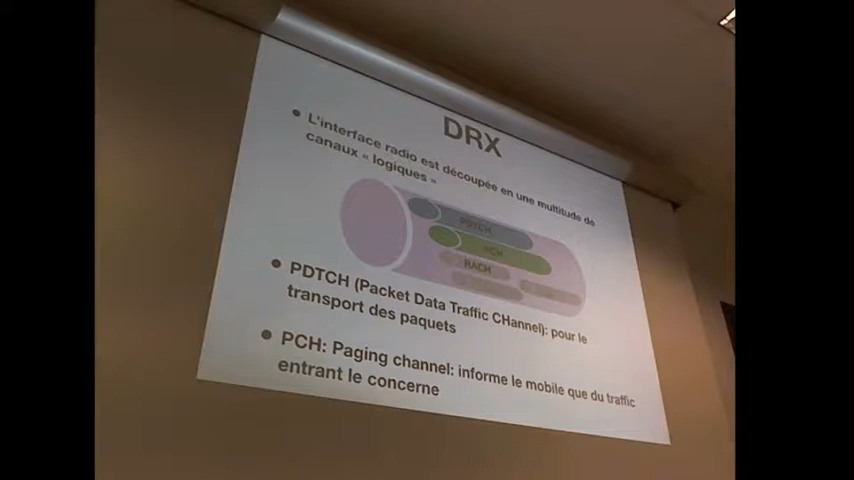 DRX
• L'interface radio est découpée en une multitude de
canaux « logiques »
PDTCH
PCH
RACH
• PDTCH (Packet Data Traffic CHannel): pour le
transport des paquets
• PCH: Paging channel: informe le mobile que du traffic
entrant le concerne